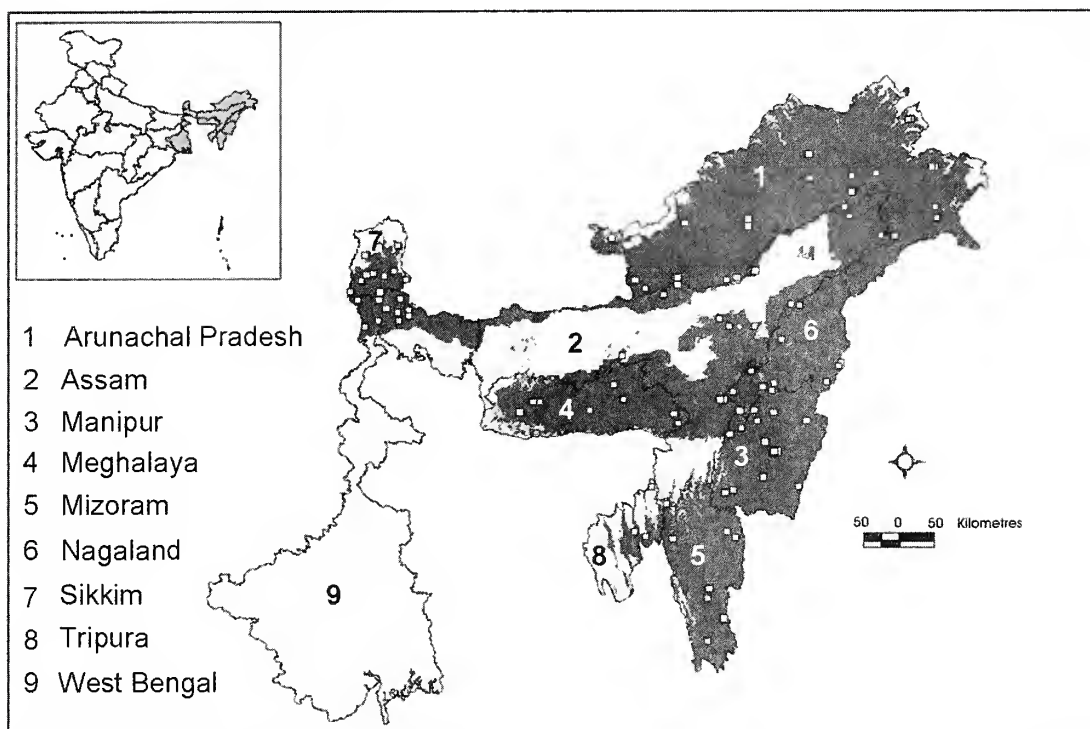 1 Arunachal Pradesh
2 Assam
3 Manipur
4 Meghalaya
5 Mizoram
6 Nagaland
7 Sikkim
8 Tripura
9 West Bengal
7
1
2
6
4
3
5
8
9
50 0 50 Kilometres